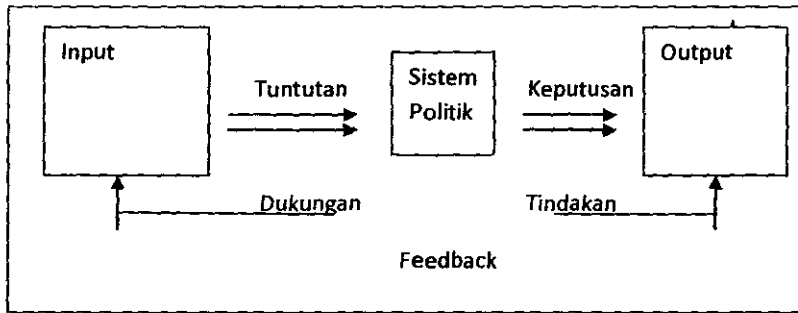 Input
Tuntutan
Sistem
Politik
Keputusan
Output
Dukungan
Tindakan
Feedback